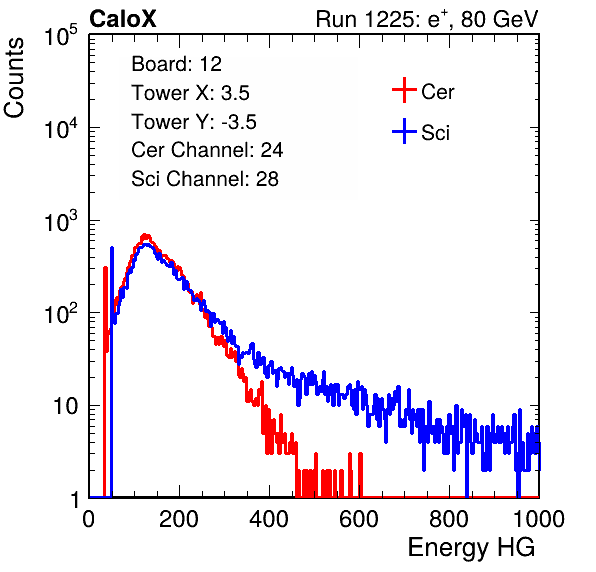 CaloX Run 1225: e⁺, 80 GeV
Board: 12
Tower X: 3.5
Tower Y: -3.5
Cer Channel: 24
Sci Channel: 28
Cer
Sci
Counts
10⁵
10⁴
10³
10²
10
1
0 200 400 600 800 1000
Energy HG